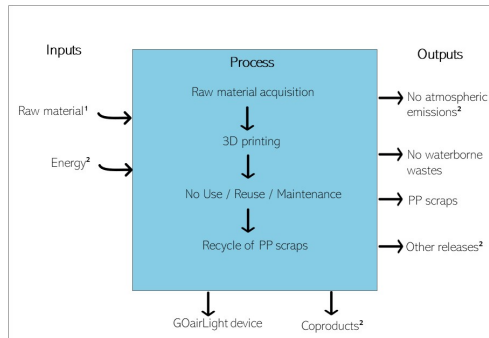 Inputs
Process
Outputs
Raw material acquisition
No atmospheric
emissions²
Raw material¹
3D printing
No waterborne
wastes
Energy²
No Use / Reuse / Maintenance
PP scraps
Recycle of PP scraps
Other releases²
GOairLight device
Coproducts²